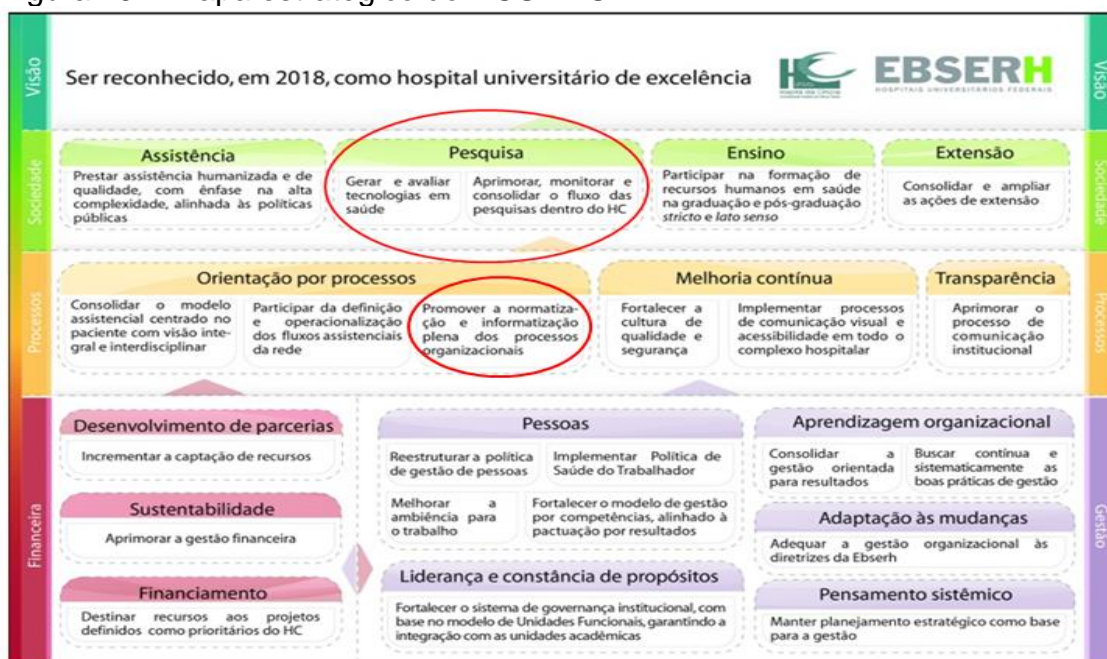 Visão
Ser reconhecido, em 2018, como hospital universitário de excelência
HC
EBSERH
HOSPITAIS UNIVERSITÁRIOS FEDERAIS
Visão
Sociedade
Assistência
Prestar assistência humanizada e de
qualidade, com ênfase na alta
complexidade, alinhada às políticas
públicas
Pesquisa
Gerar e avaliar
tecnologias em
saúde
Aprimorar, monitorar e
consolidar o fluxo das
pesquisas dentro do HC
Ensino
Participar na formação de
recursos humanos em saúde
na graduação e pós-graduação
stricto e lato senso
Extensão
Consolidar e ampliar
as ações de extensão
Sociedade
Processos
Orientação por processos
Consolidar o modelo
assistencial centrado no
paciente com visão inte-
gral e interdisciplinar
Participar da definição
e operacionalização
dos fluxos assistenciais
da rede
Promover a normatiza-
ção e informatização
plena dos processos
organizacionais
Melhoria contínua
Fortalecer a
cultura de
qualidade e
segurança
Implementar processos
de comunicação visual e
acessibilidade em todo o
complexo hospitalar
Transparência
Aprimorar o
processo de
comunicação
institucional
Processos
Financeira
Desenvolvimento de parcerias
Incrementar a captação de recursos
Sustentabilidade
Aprimorar a gestão financeira
Financiamento
Destinar recursos aos projetos
definidos como prioritários do HC
Pessoas
Reestruturar a política
de gestão de pessoas
Implementar Política de
Saúde do Trabalhador
Melhorar a
ambiência para
o trabalho
Fortalecer o modelo de gestão
por competências, alinhado à
pactuação por resultados
Liderança e constância de propósitos
Fortalecer o sistema de governança institucional, com
base no modelo de Unidades Funcionais, garantindo a
integração com as unidades acadêmicas
Aprendizagem organizacional
Consolidar a
gestão orientada
para resultados
Buscar contínua e
sistematicamente as
boas práticas de gestão
Adaptação às mudanças
Adequar a gestão organizacional às
diretrizes da Ebserh
Pensamento sistêmico
Manter planejamento estratégico como base
para a gestão
Gestão